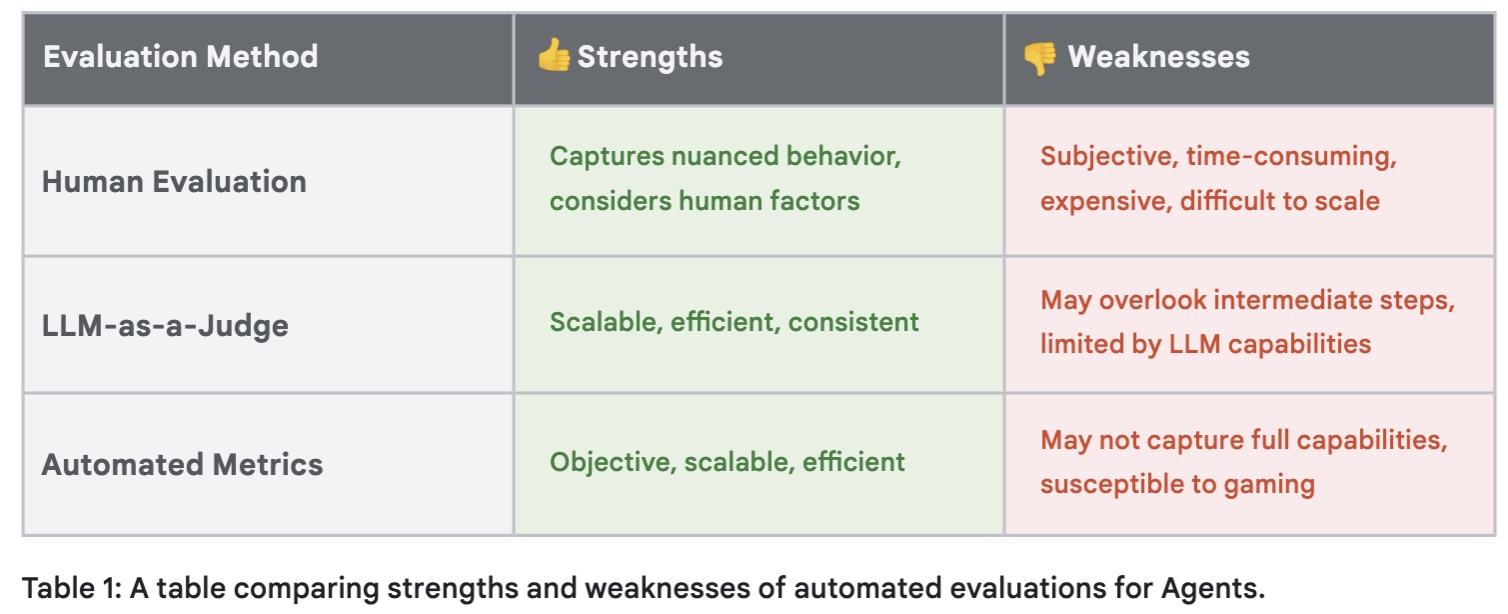 Evaluation Method
👍 Strengths
👎 Weaknesses
Human Evaluation
Captures nuanced behavior,
considers human factors
Subjective, time-consuming,
expensive, difficult to scale
LLM-as-a-Judge
Scalable, efficient, consistent
May overlook intermediate steps,
limited by LLM capabilities
Automated Metrics
Objective, scalable, efficient
May not capture full capabilities,
susceptible to gaming
Table 1: A table comparing strengths and weaknesses of automated evaluations for Agents.